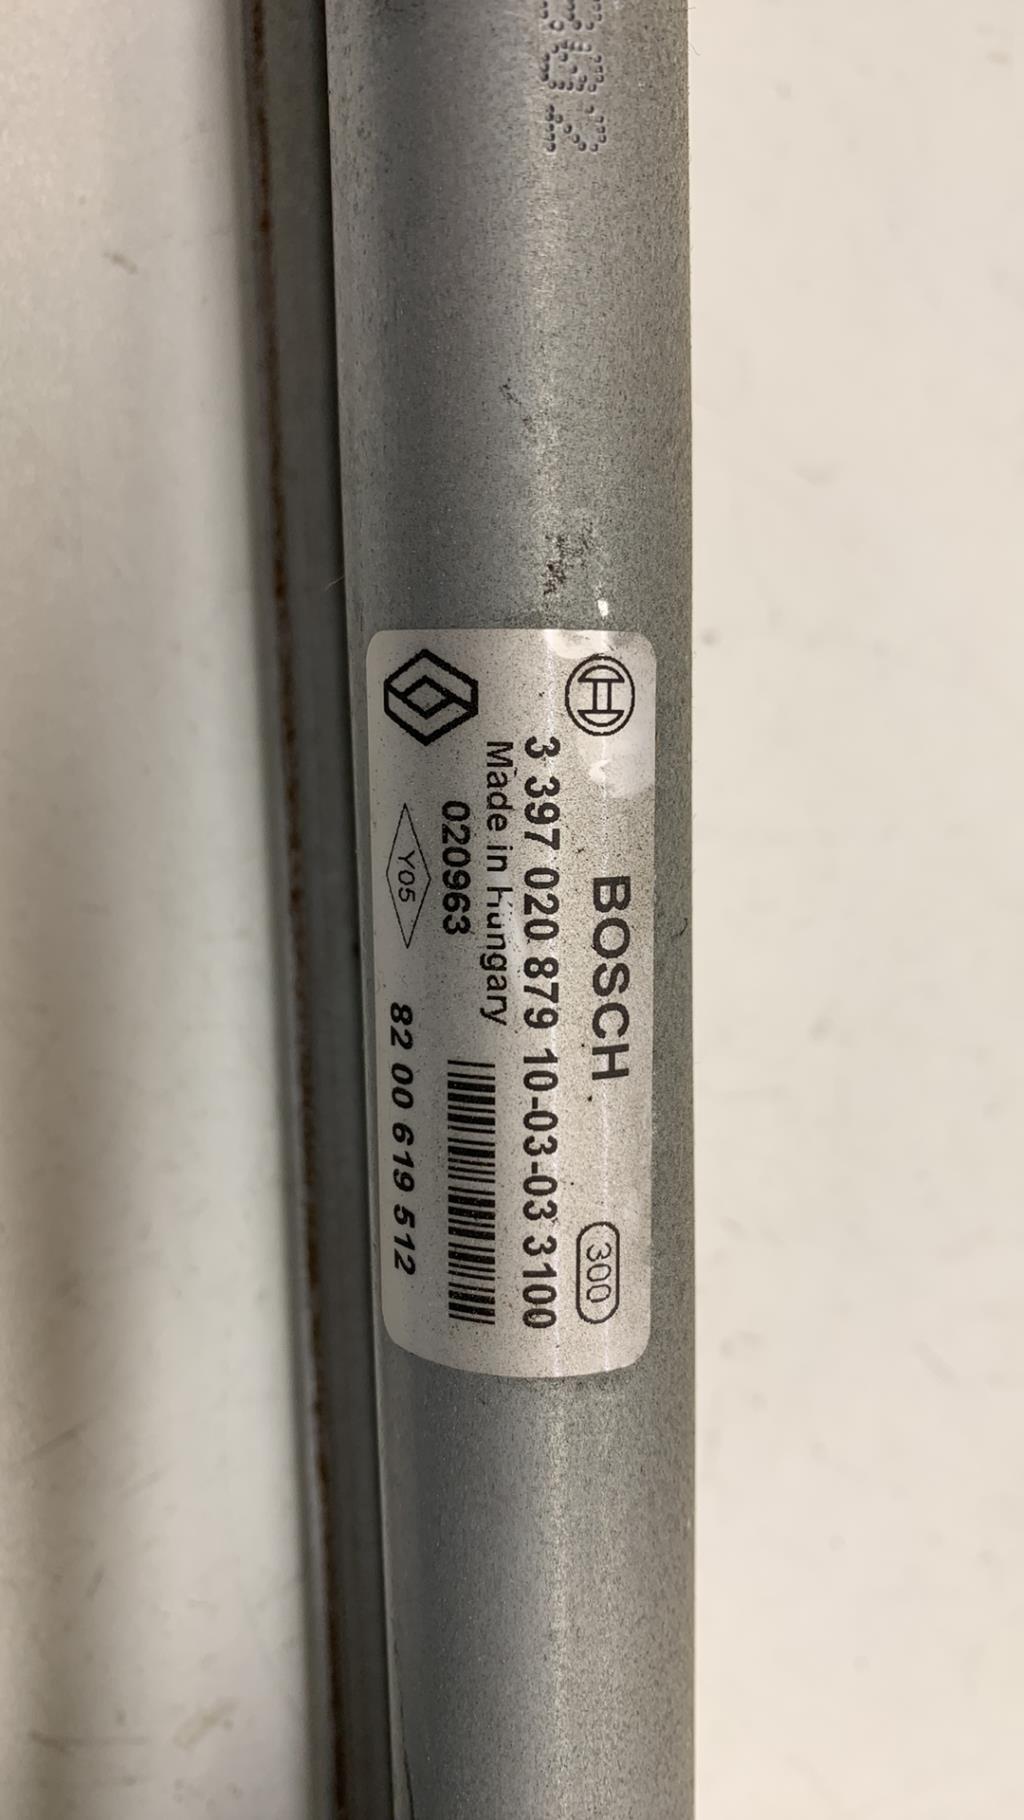 BOSCH
300
3 397 020 879 10-03-03 3100
Made in Hungary
020963
Y05
82 00 619 512